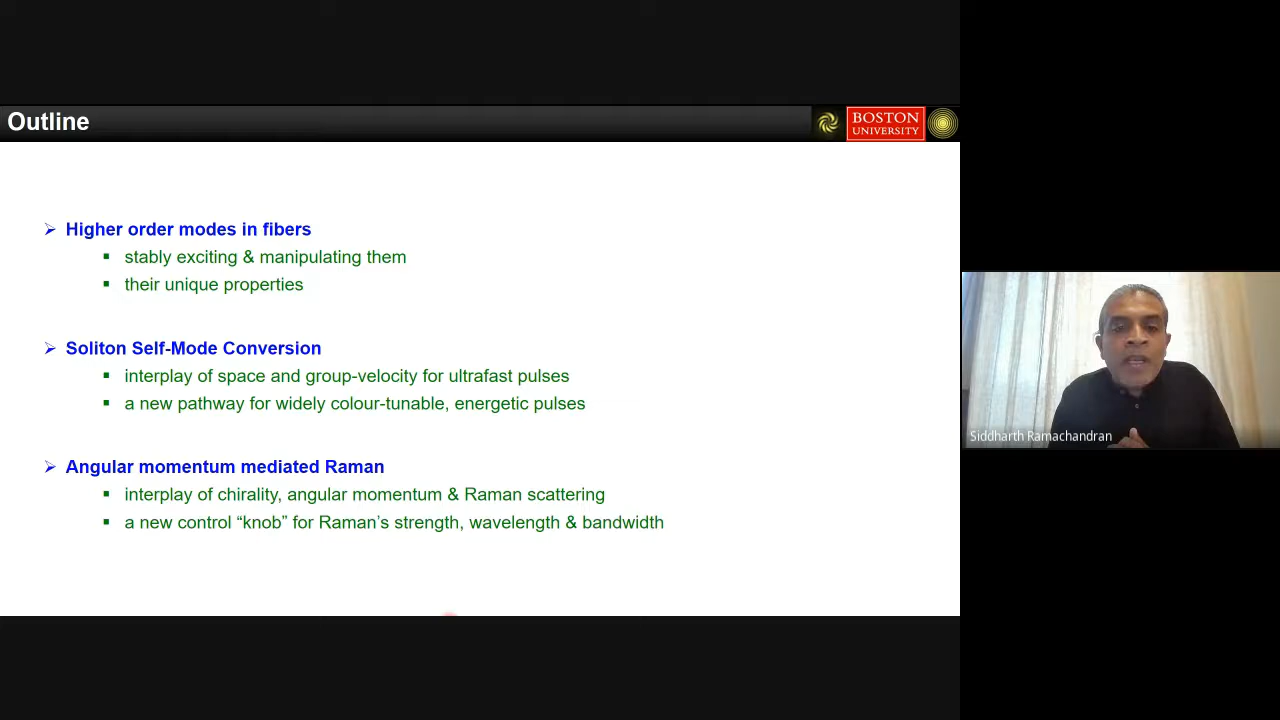 Outline
BOSTON
UNIVERSITY
Higher order modes in fibers
stably exciting & manipulating them
their unique properties
Soliton Self-Mode Conversion
interplay of space and group-velocity for ultrafast pulses
a new pathway for widely colour-tunable, energetic pulses
Angular momentum mediated Raman
interplay of chirality, angular momentum & Raman scattering
a new control “knob” for Raman’s strength, wavelength & bandwidth
Siddharth Ramachandran